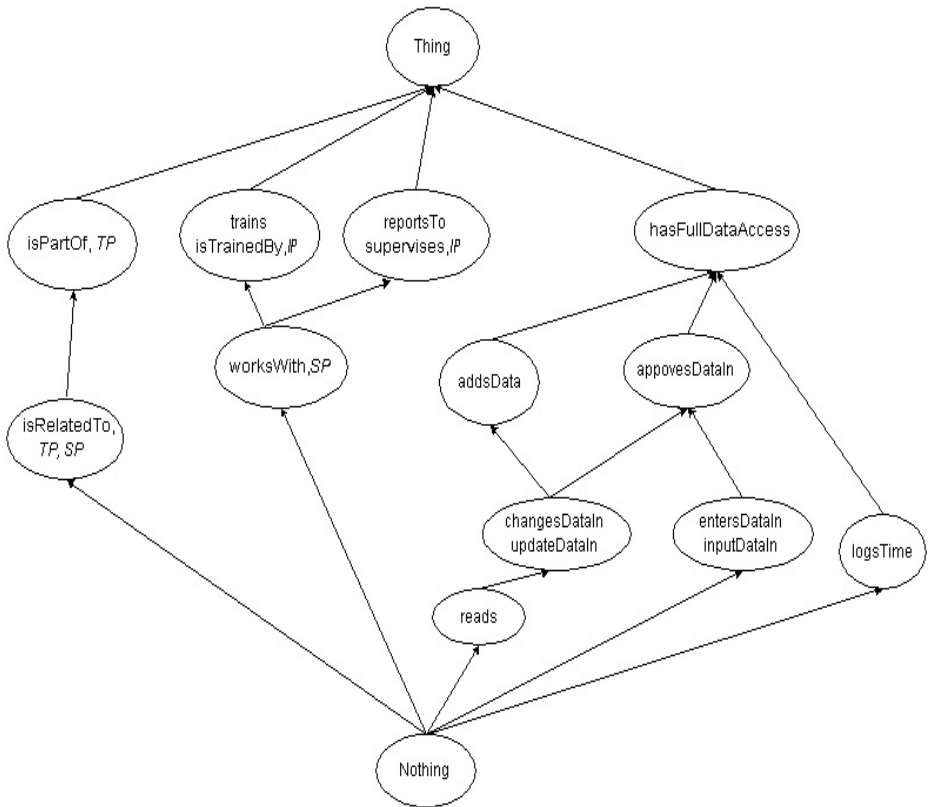 Thing
isPartOf, TP
trains
isTrainedBy,IP
reportsTo
supervises,IP
hasFullDataAccess
worksWith,SP
addsData
appovesDataIn
isRelatedTo,
TP, SP
changesDataIn
updateDataIn
entersDataIn
inputDataIn
logsTime
reads
Nothing